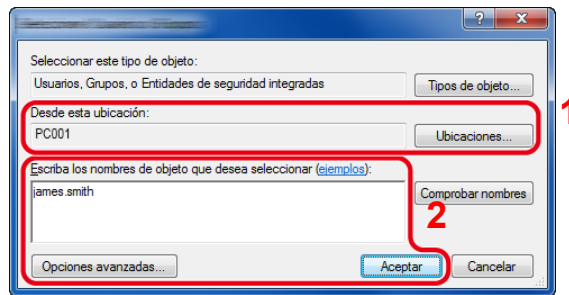 Seleccionar este tipo de objeto:
Usuarios, Grupos, o Entidades de seguridad integradas
Tipos de objeto...
Desde esta ubicación:
1
PC001
Ubicaciones...
Escriba los nombres de objeto que desea seleccionar (ejemplos):
james.smith
Comprobar nombres
2
Opciones avanzadas...
Aceptar
Cancelar